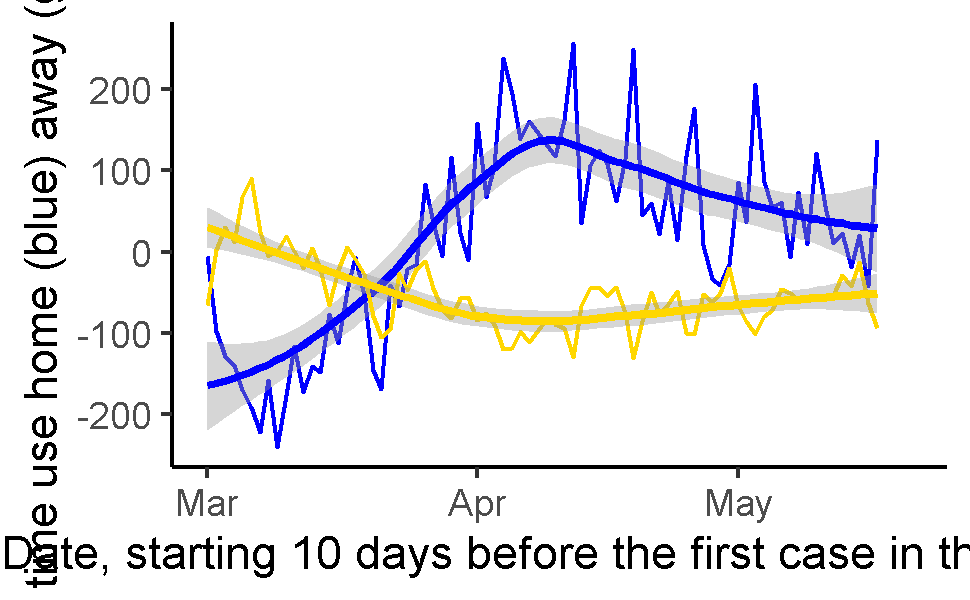 time use home (blue) away (
200
100
0
-100
-200
Mar Apr May
Date, starting 10 days before the first case in th